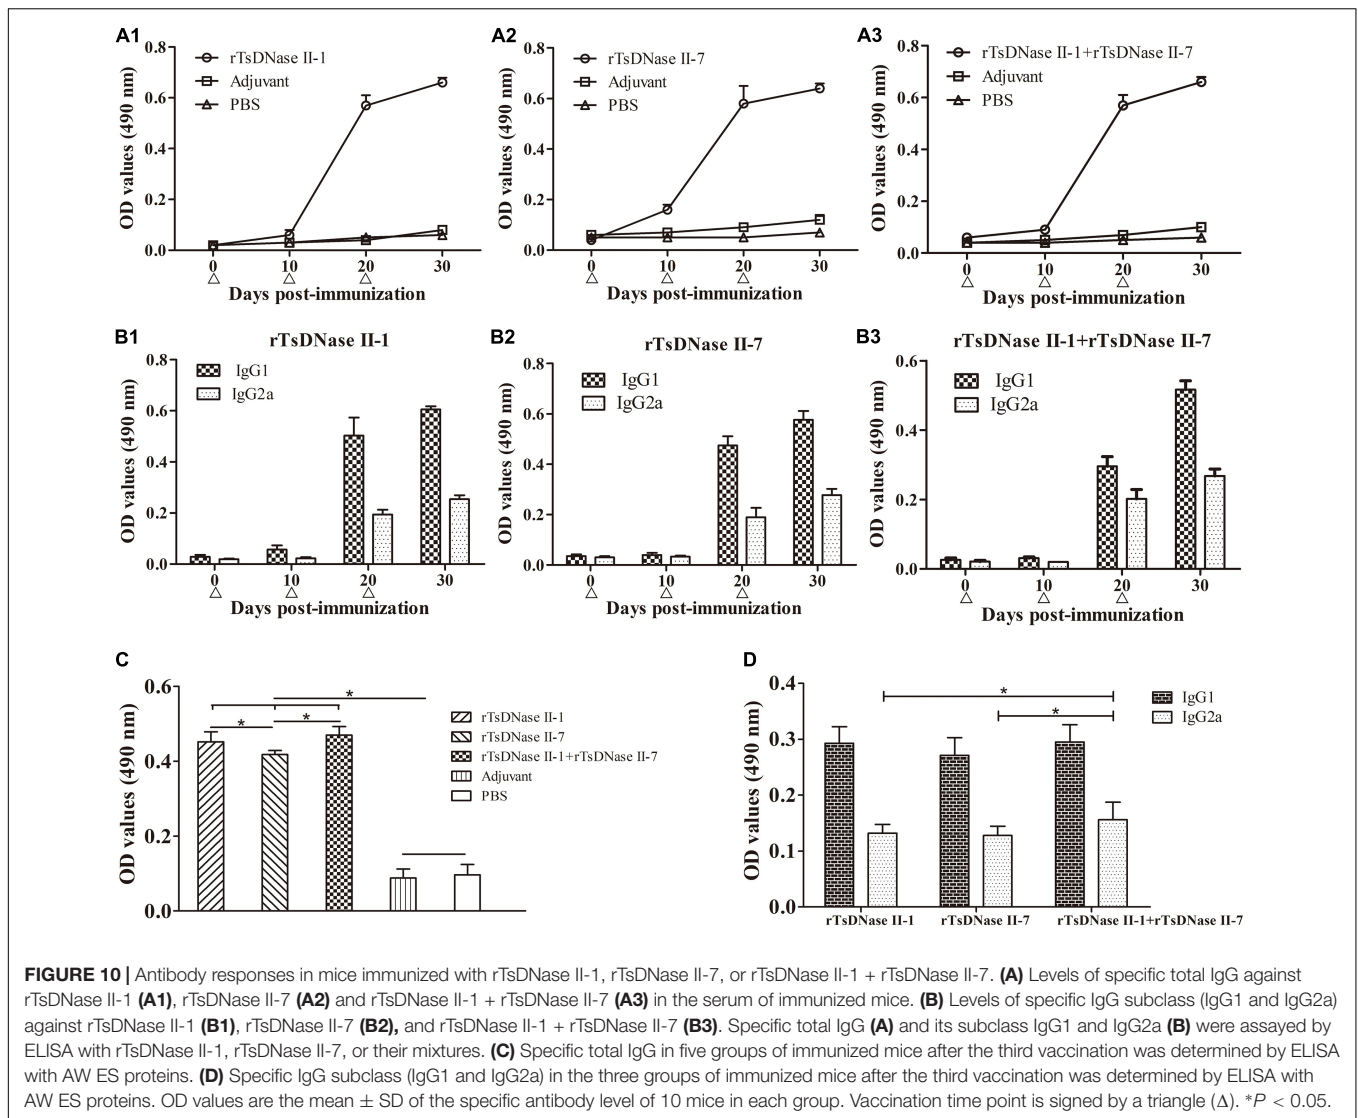 A1
0.8
0.6
0.4
0.2
0.0
OD values (490 nm)
rTsDNase II-1
Adjuvant
PBS
0 10 20 30
△ △ △
Days post-immunization
A2
0.8
0.6
0.4
0.2
0.0
OD values (490 nm)
rTsDNase II-7
Adjuvant
PBS
0 10 20 30
△ △ △
Days post-immunization
A3
0.8
0.6
0.4
0.2
0.0
OD values (490 nm)
rTsDNase II-1+rTsDNase II-7
Adjuvant
PBS
0 10 20 30
△ △ △
Days post-immunization
B1
rTsDNase II-1
0.8
0.6
0.4
0.2
0.0
OD values (490 nm)
IgG1
IgG2a
0 10 20 30
△ △ △
Days post-immunization
B2
rTsDNase II-7
0.8
0.6
0.4
0.2
0.0
OD values (490 nm)
IgG1
IgG2a
0 10 20 30
△ △ △
Days post-immunization
B3
rTsDNase II-1+rTsDNase II-7
0.6
0.4
0.2
0.0
OD values (490 nm)
IgG1
IgG2a
0 10 20 30
△ △ △
Days post-immunization
C
0.6
0.4
0.2
0.0
OD values (490 nm)
*
* *
rTsDNase II-1
rTsDNase II-7
rTsDNase II-1+rTsDNase II-7
Adjuvant
PBS
D
0.4
0.3
0.2
0.1
0.0
OD values (490 nm)
*
*
IgG1
IgG2a
rTsDNase II-1 rTsDNase II-7 rTsDNase II-1+rTsDNase II-7
FIGURE 10 | Antibody responses in mice immunized with rTsDNase II-1, rTsDNase II-7, or rTsDNase II-1 + rTsDNase II-7. (A) Levels of specific total IgG against
rTsDNase II-1 (A1), rTsDNase II-7 (A2) and rTsDNase II-1 + rTsDNase II-7 (A3) in the serum of immunized mice. (B) Levels of specific IgG subclass (IgG1 and IgG2a)
against rTsDNase II-1 (B1), rTsDNase II-7 (B2), and rTsDNase II-1 + rTsDNase II-7 (B3). Specific total IgG (A) and its subclass IgG1 and IgG2a (B) were assayed by
ELISA with rTsDNase II-1, rTsDNase II-7, or their mixtures. (C) Specific total IgG in five groups of immunized mice after the third vaccination was determined by ELISA
with AW ES proteins. (D) Specific IgG subclass (IgG1 and IgG2a) in the three groups of immunized mice after the third vaccination was determined by ELISA with
AW ES proteins. OD values are the mean ± SD of the specific antibody level of 10 mice in each group. Vaccination time point is signed by a triangle (Δ). *P < 0.05.